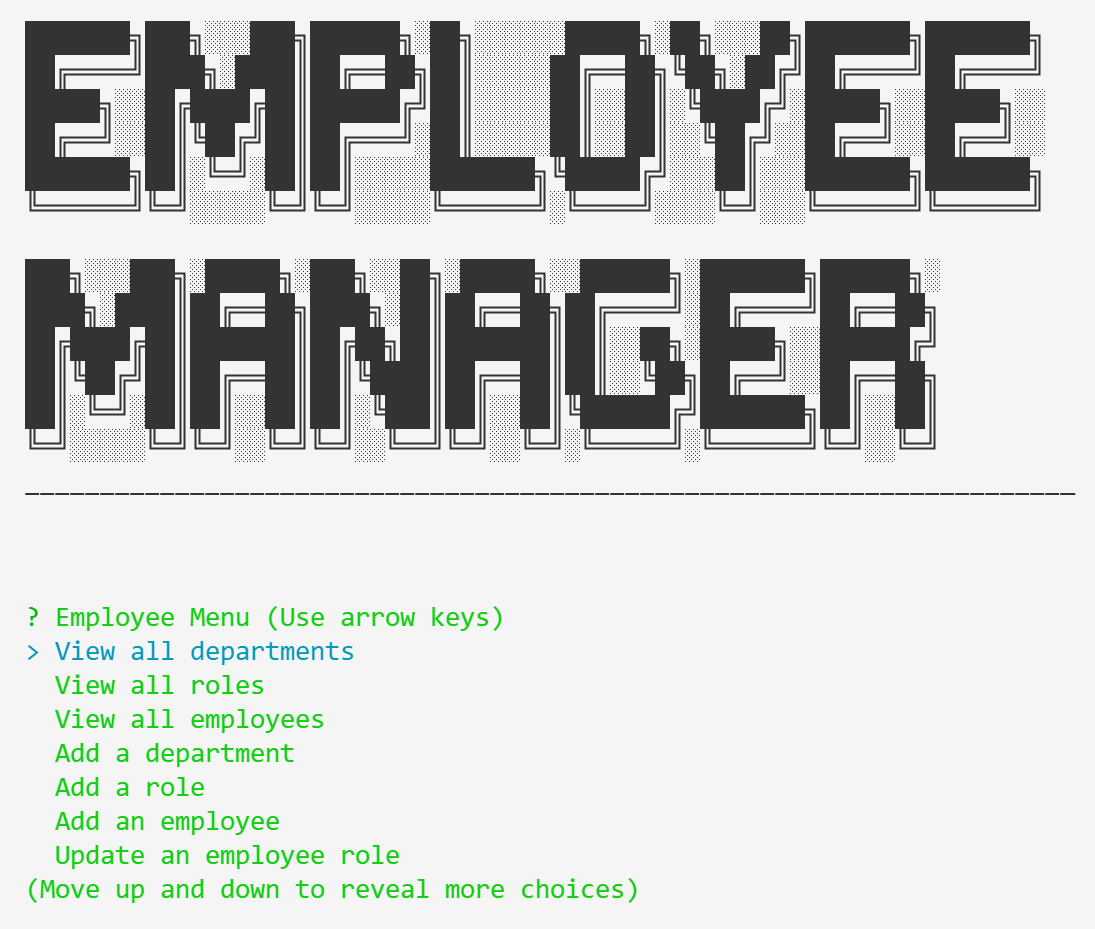 EMPLOYEE
MANAGER
? Employee Menu (Use arrow keys)
> View all departments
View all roles
View all employees
Add a department
Add a role
Add an employee
Update an employee role
(Move up and down to reveal more choices)